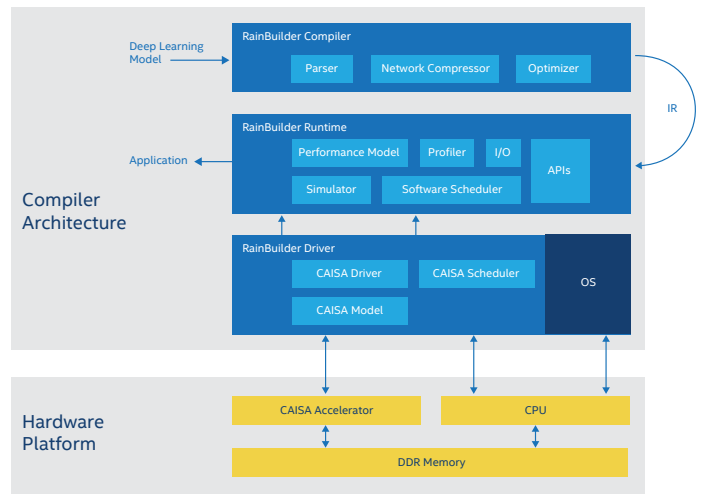 RainBuilder Compiler
Deep Learning
Model
Parser
Network Compressor
Optimizer
IR
RainBuilder Runtime
Application
Performance Model
Profiler
I/O
APIs
Simulator
Software Scheduler
Compiler
Architecture
RainBuilder Driver
CAISA Driver
CAISA Scheduler
OS
CAISA Model
Hardware
Platform
CAISA Accelerator
CPU
DDR Memory